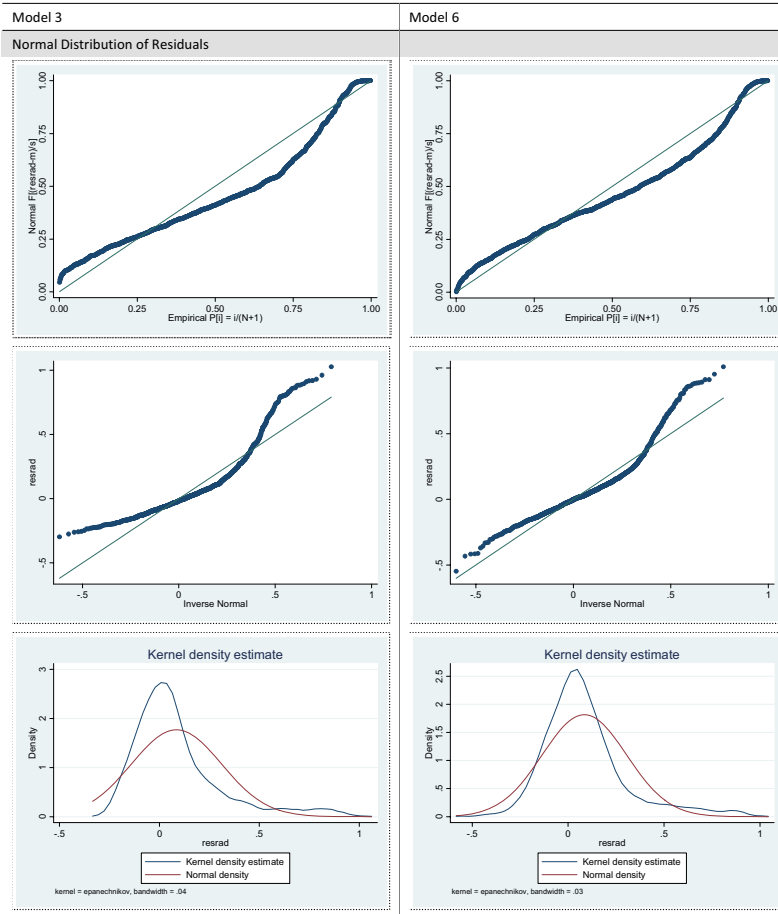 Model 3
Model 6
Normal Distribution of Residuals
Normal F[(resrad-m)/s]
1.00
0.75
0.50
0.25
0.00
0.00 0.25 0.50 0.75 1.00
Empirical P[i] = i/(N+1)
Normal F[(resrad-m)/s]
1.00
0.75
0.50
0.25
0.00
0.00 0.25 0.50 0.75 1.00
Empirical P[i] = i/(N+1)
resrad
1
.5
0
-.5
-.5 0 .5 1
Inverse Normal
resrad
1
.5
0
-.5
-.5 0 .5 1
Inverse Normal
Kernel density estimate
Density
3
2
1
0
-.5 0 .5 1
resrad
Kernel density estimate
Normal density
kernel = epanechnikov, bandwidth = .04
Kernel density estimate
Density
2.5
2
1.5
1
.5
0
-.5 0 .5 1
resrad
Kernel density estimate
Normal density
kernel = epanechnikov, bandwidth = .03